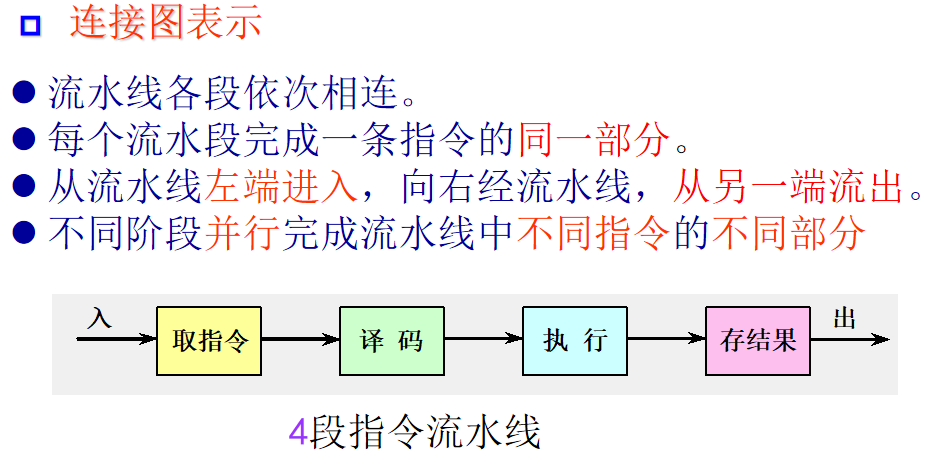 连接图表示
流水线各段依次相连。
每个流水段完成一条指令的同一部分。
从流水线左端进入，向右经流水线，从另一端流出。
不同阶段并行完成流水线中不同指令的不同部分
入 取指令 译 码 执 行 存结果 出
4段指令流水线